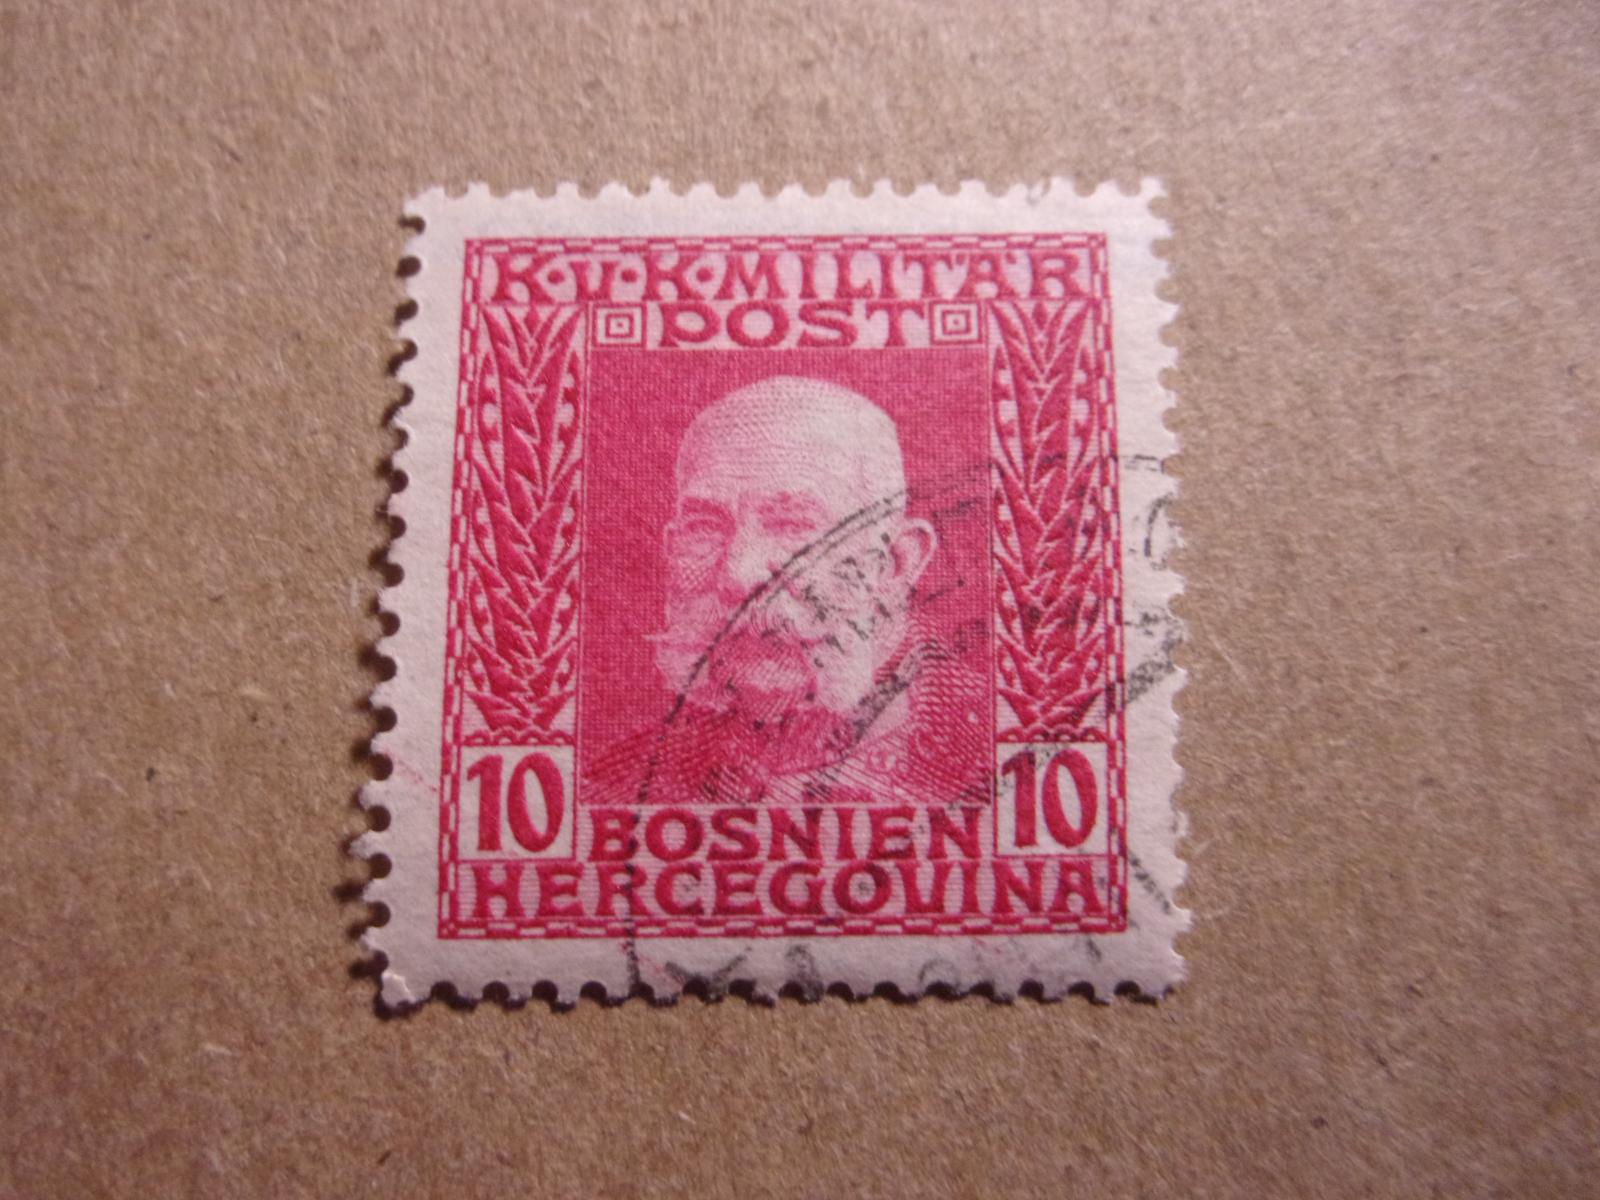 K·U·K·MILITÄR
POST
10 10
BOSNIEN
HERCEGOVINA